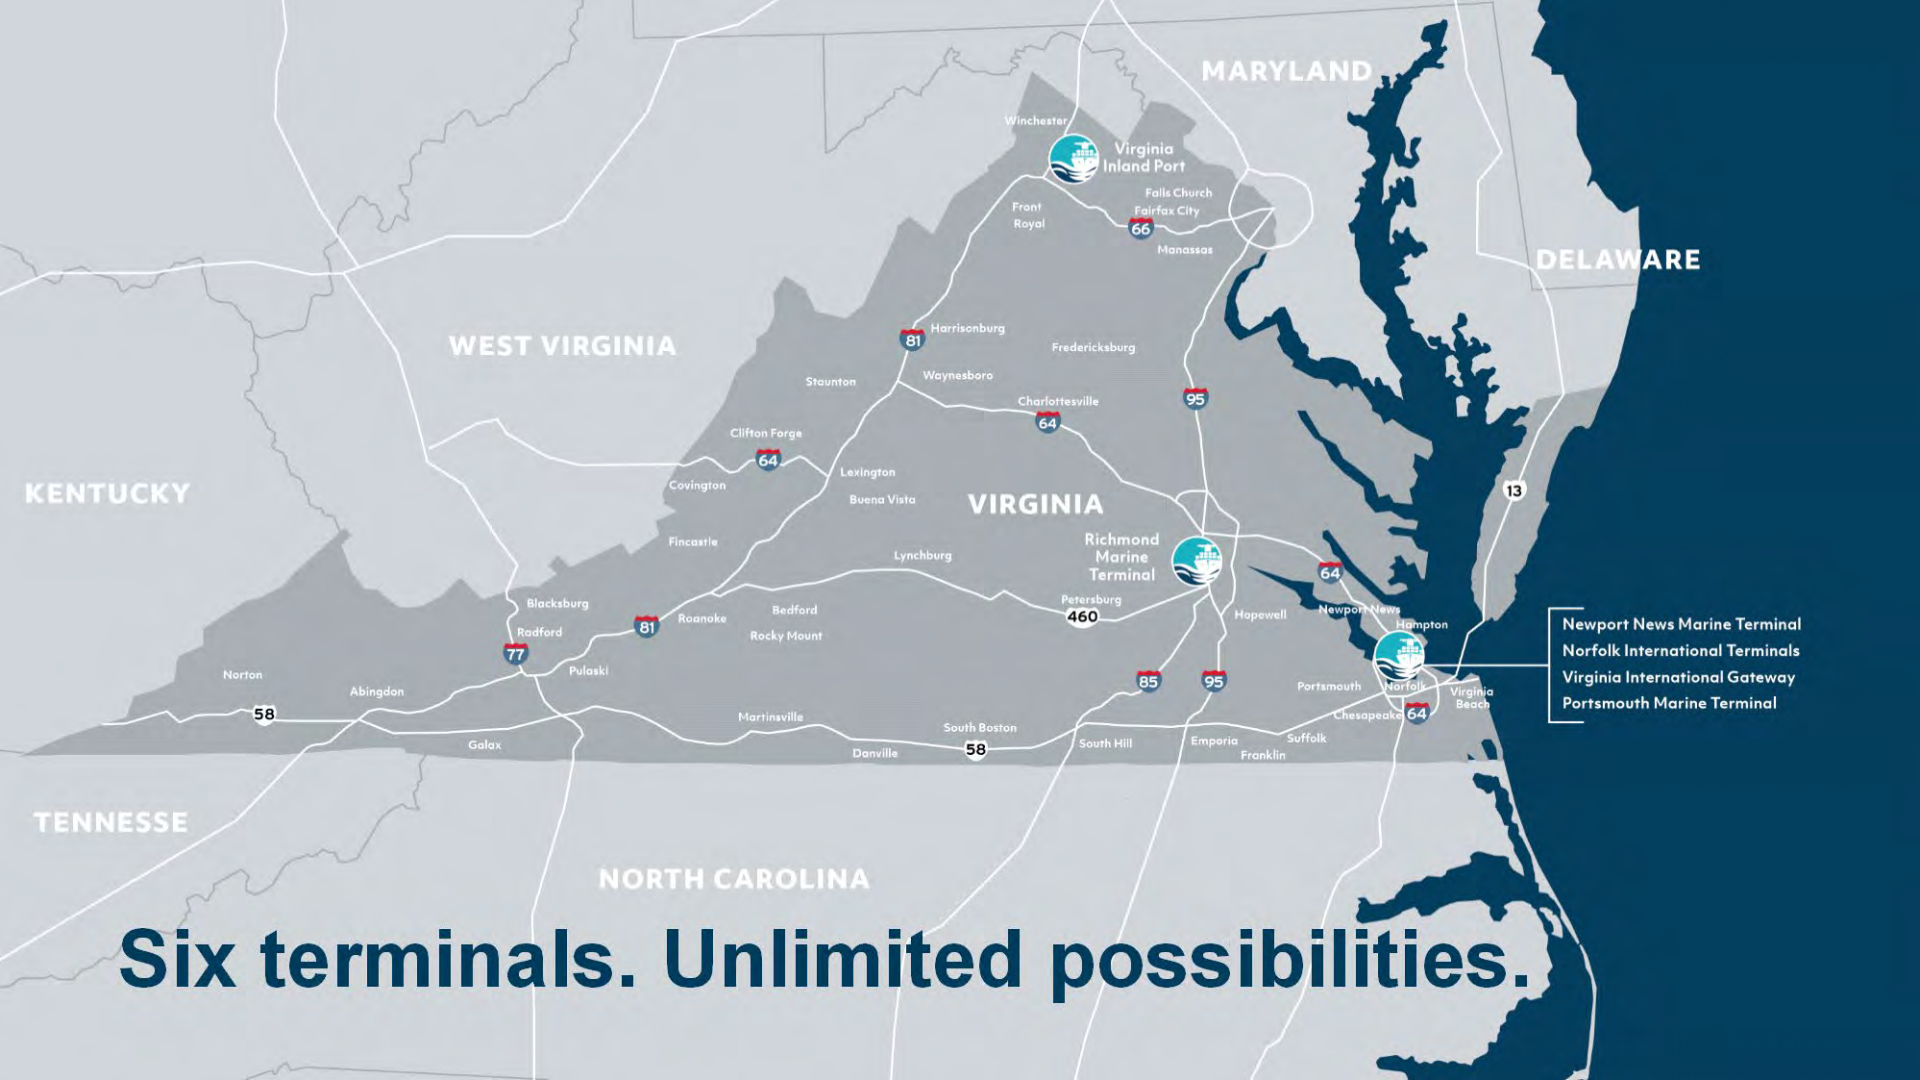 MARYLAND
Winchester
Virginia
Inland Port
Falls Church
Front
Royal
Fairfax City
66
Manassas
DELAWARE
81
Harrisonburg
WEST VIRGINIA
Fredericksburg
Staunton
Waynesboro
95
Charlottesville
64
Clifton Forge
64
Lexington
Covington
Buena Vista
KENTUCKY
13
VIRGINIA
Fincastle
Richmond
Marine
Terminal
Lynchburg
64
Blacksburg
Bedford
Petersburg
460
Newport News
Hopewell
Hampton
Roanoke
81
Radford
Rocky Mount
77
Newport News Marine Terminal
Norfolk International Terminals
Virginia International Gateway
Portsmouth Marine Terminal
Norton
Pulaski
Abingdon
85
95
Portsmouth
Norfolk
Virginia
Beach
58
Martinsville
Chesapeake
64
South Boston
Galax
Danville
58
South Hill
Emporia
Suffolk
Franklin
TENNESSE
NORTH CAROLINA
Six terminals. Unlimited possibilities.